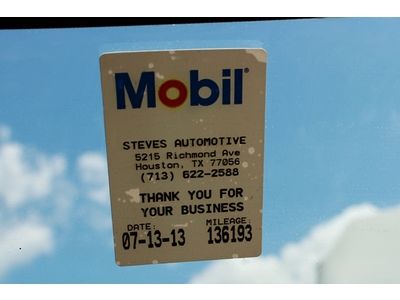 Mobil
STEVES AUTOMOTIVE
5215 Richmond Ave
Houston, TX 77056
(713) 622-2588
THANK YOU FOR
YOUR BUSINESS
DATE: MILEAGE:
07-13-13 136193